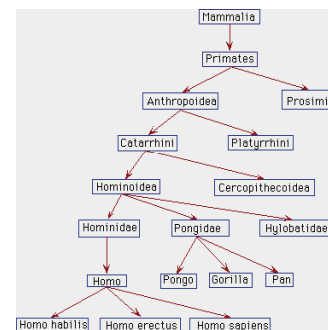 Mammalia
Primates
Anthropoidea Prosimi
Catarrhini Platyrrhini
Hominoidea Cercopithecoidea
Hominidae Pongidae Hylobatidae
Homo Pongo Gorilla Pan
Homo habilis Homo erectus Homo sapiens